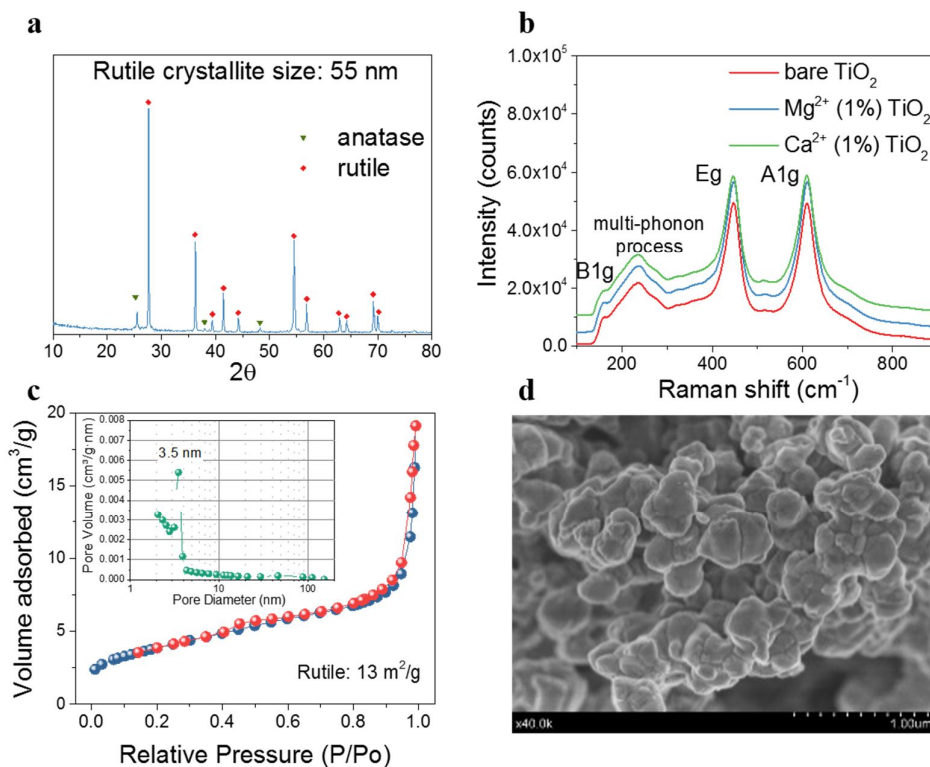 a
Rutile crystallite size: 55 nm
anatase
rutile
10 20 30 40 50 60 70 80
2θ
b
1.0x10⁵
8.0x10⁴
6.0x10⁴
4.0x10⁴
2.0x10⁴
0.0
Intensity (counts)
bare TiO₂
Mg²⁺ (1%) TiO₂
Ca²⁺ (1%) TiO₂
Eg
A1g
multi-phonon
process
B1g
200 400 600 800
Raman shift (cm⁻¹)
c
20
15
10
5
0
Volume adsorbed (cm³/g)
0.008
0.007
0.006
0.005
0.004
0.003
0.002
0.001
0.000
Pore Volume (cm³/g·nm)
3.5 nm
1 10 100
Pore Diameter (nm)
Rutile: 13 m²/g
0.0 0.2 0.4 0.6 0.8 1.0
Relative Pressure (P/Po)
d
x40.0k
1.00um